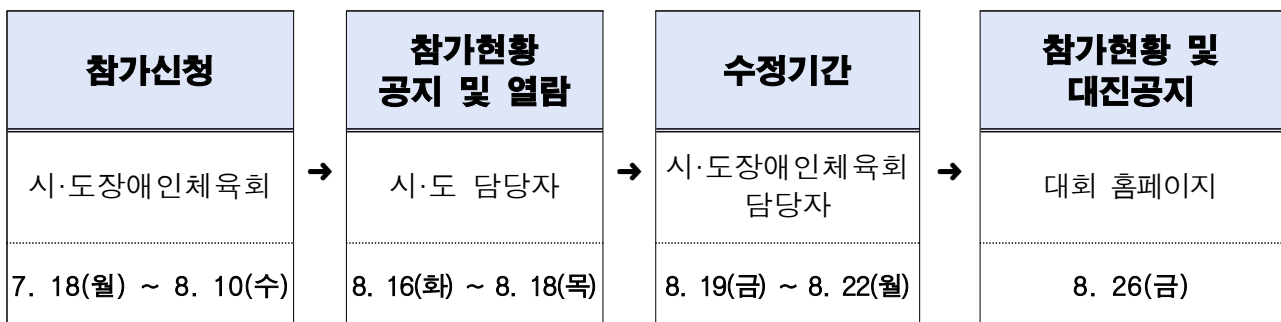 참가신청
시·도장애인체육회
7. 18(월) ~ 8. 10(수)
➜
참가현황
공지 및 열람
시·도 담당자
8. 16(화) ~ 8. 18(목)
➜
수정기간
시·도장애인체육회
담당자
8. 19(금) ~ 8. 22(월)
➜
참가현황 및
대진공지
대회 홈페이지
8. 26(금)